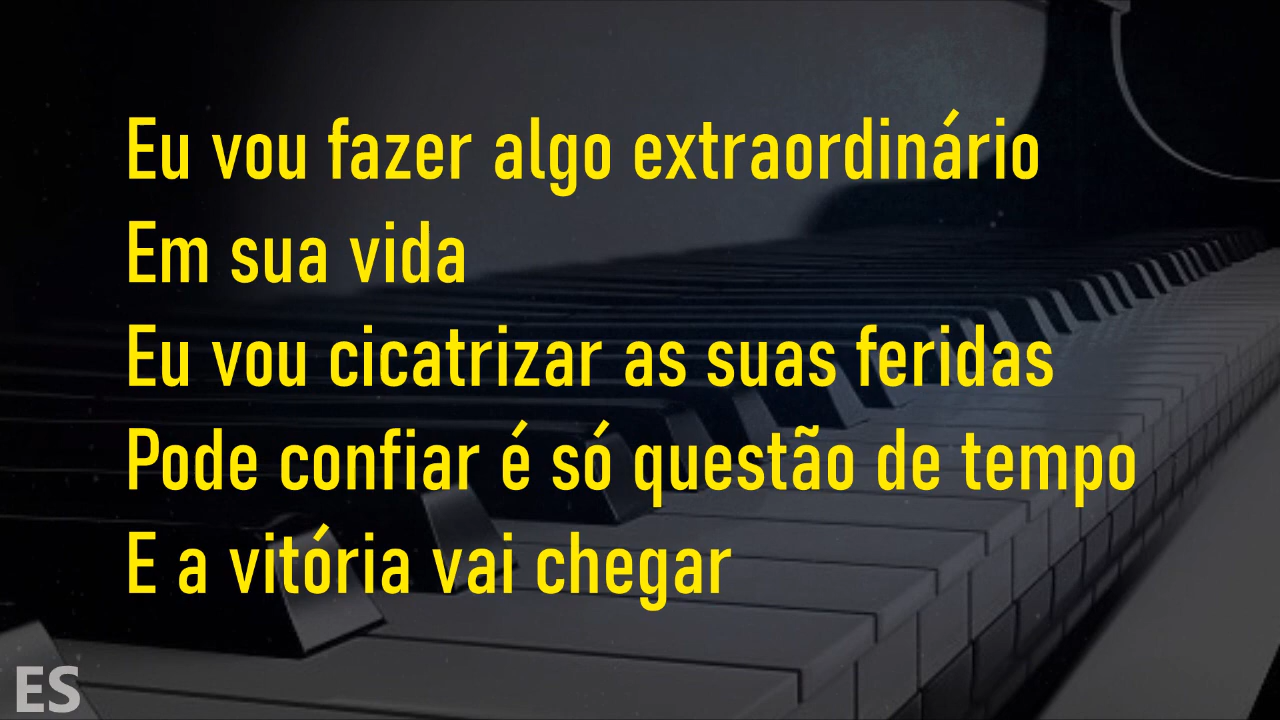 Eu vou fazer algo extraordinário
Em sua vida
Eu vou cicatrizar as suas feridas
Pode confiar é só questão de tempo
E a vitória vai chegar
ES